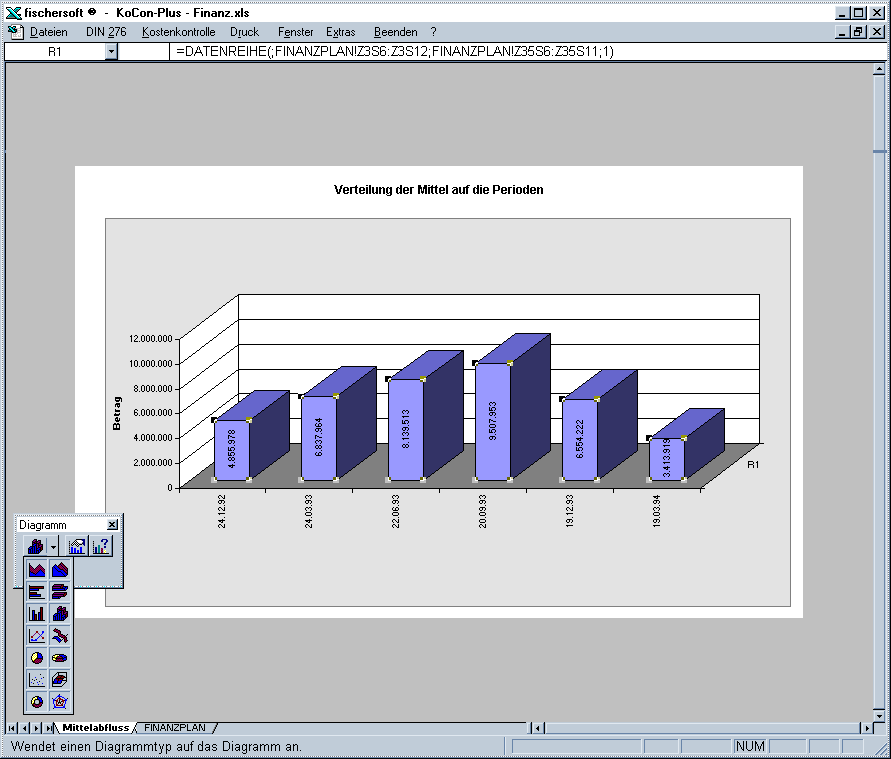 fischersoft ® - KoCon-Plus - Finanz.xls
Dateien DIN 276 Kostenkontrolle Druck Fenster Extras Beenden ?
R1 =DATENREIHE(;FINANZPLAN!Z3S6:Z3S12;FINANZPLAN!Z35S6:Z35S11;1)
Verteilung der Mittel auf die Perioden
12.000.000
10.000.000
8.000.000
6.000.000
4.000.000
2.000.000
0
Betrag
4.855.978
6.837.964
8.139.513
9.507.953
6.554.222
3.413.919
R1
24.12.92
24.03.93
22.06.93
20.09.93
19.12.93
19.03.94
Diagramm
Mittelabfluss FINANZPLAN
Wendet einen Diagrammtyp auf das Diagramm an. NUM